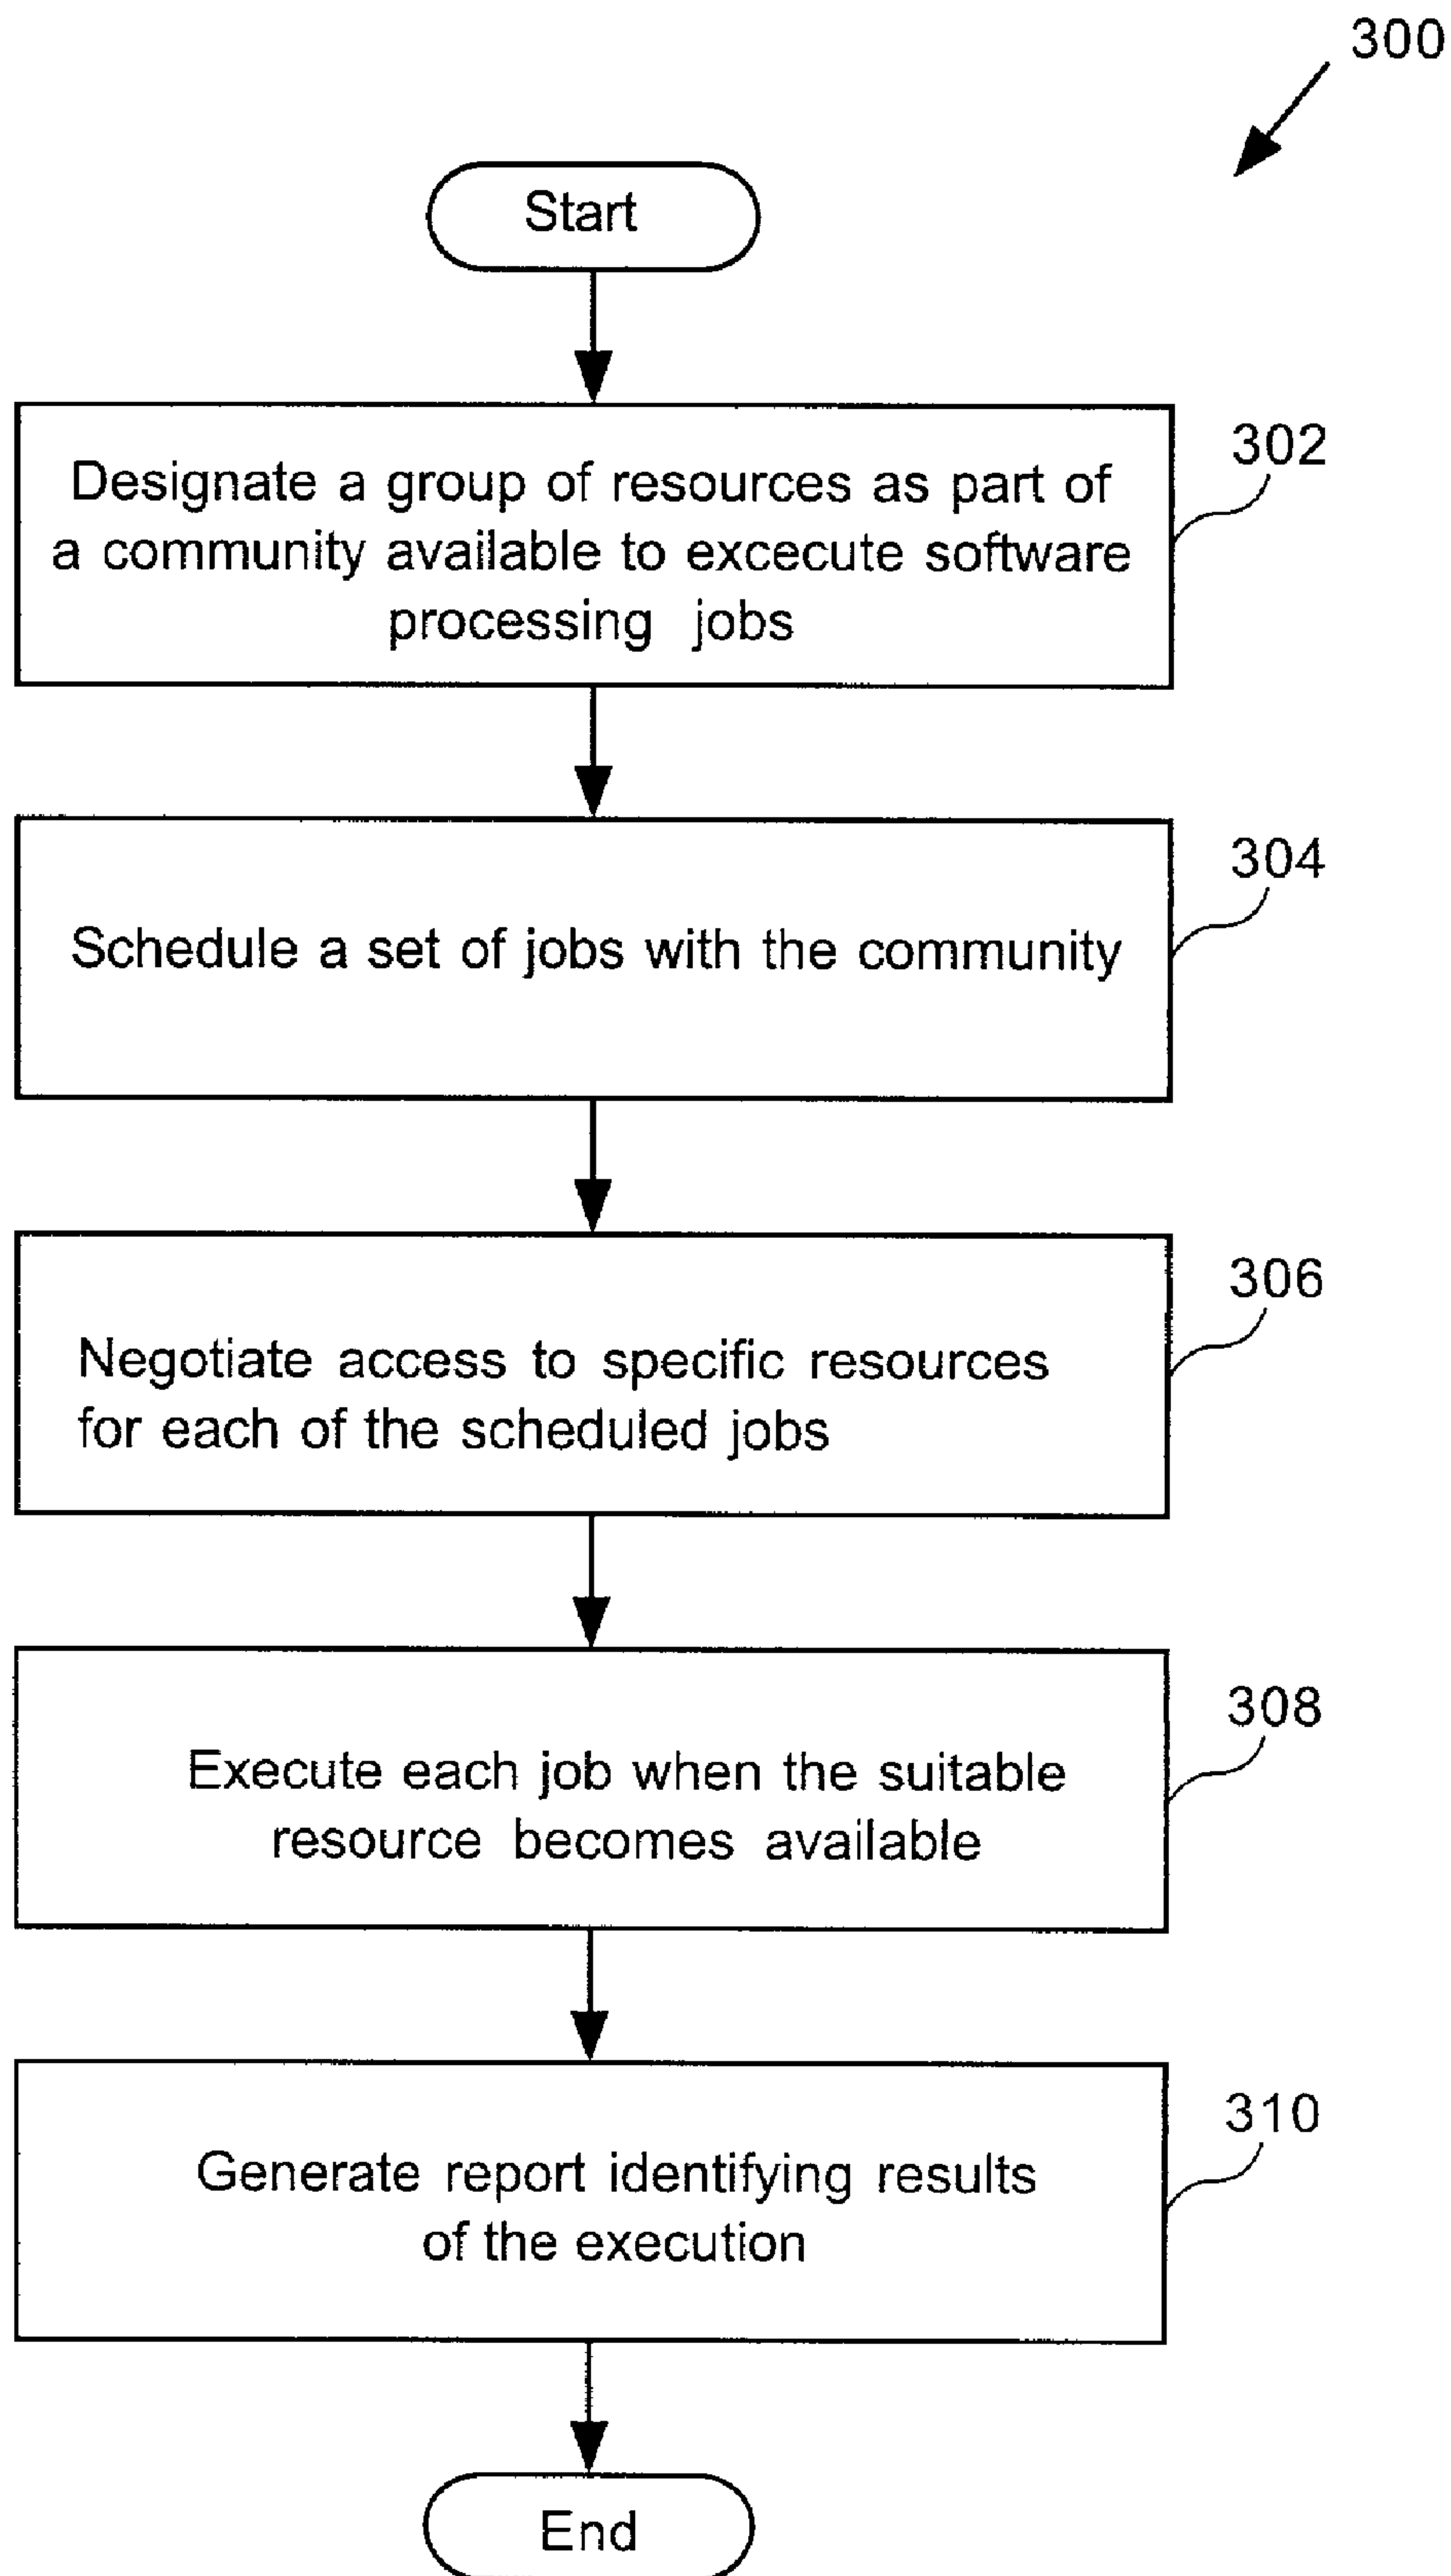 300
Start
302
Designate a group of resources as part of
a community available to excecute software
processing jobs
304
Schedule a set of jobs with the community
306
Negotiate access to specific resources
for each of the scheduled jobs
308
Execute each job when the suitable
resource becomes available
310
Generate report identifying results
of the execution
End